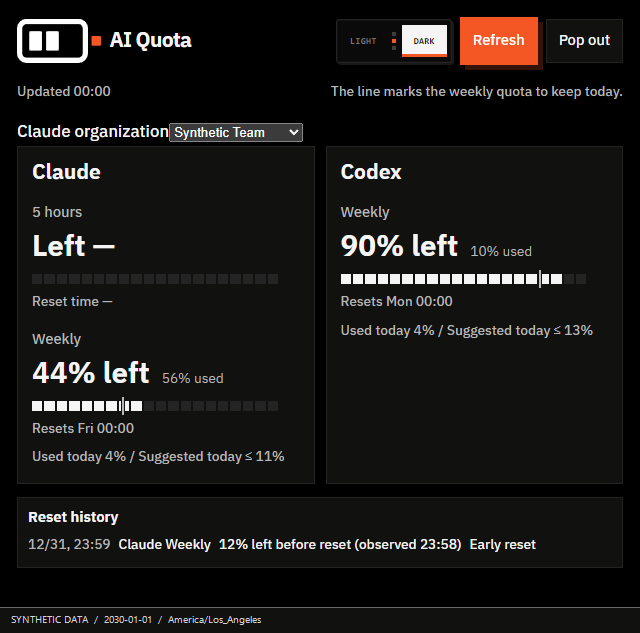 AI Quota
LIGHT DARK Refresh Pop out
Updated 00:00 The line marks the weekly quota to keep today.
Claude organization Synthetic Team
Claude
5 hours
Left —
Reset time —
Weekly
44% left 56% used
Resets Fri 00:00
Used today 4% / Suggested today ≤ 11%
Codex
Weekly
90% left 10% used
Resets Mon 00:00
Used today 4% / Suggested today ≤ 13%
Reset history
12/31, 23:59 Claude Weekly 12% left before reset (observed 23:58) Early reset
SYNTHETIC DATA / 2030-01-01 / America/Los_Angeles